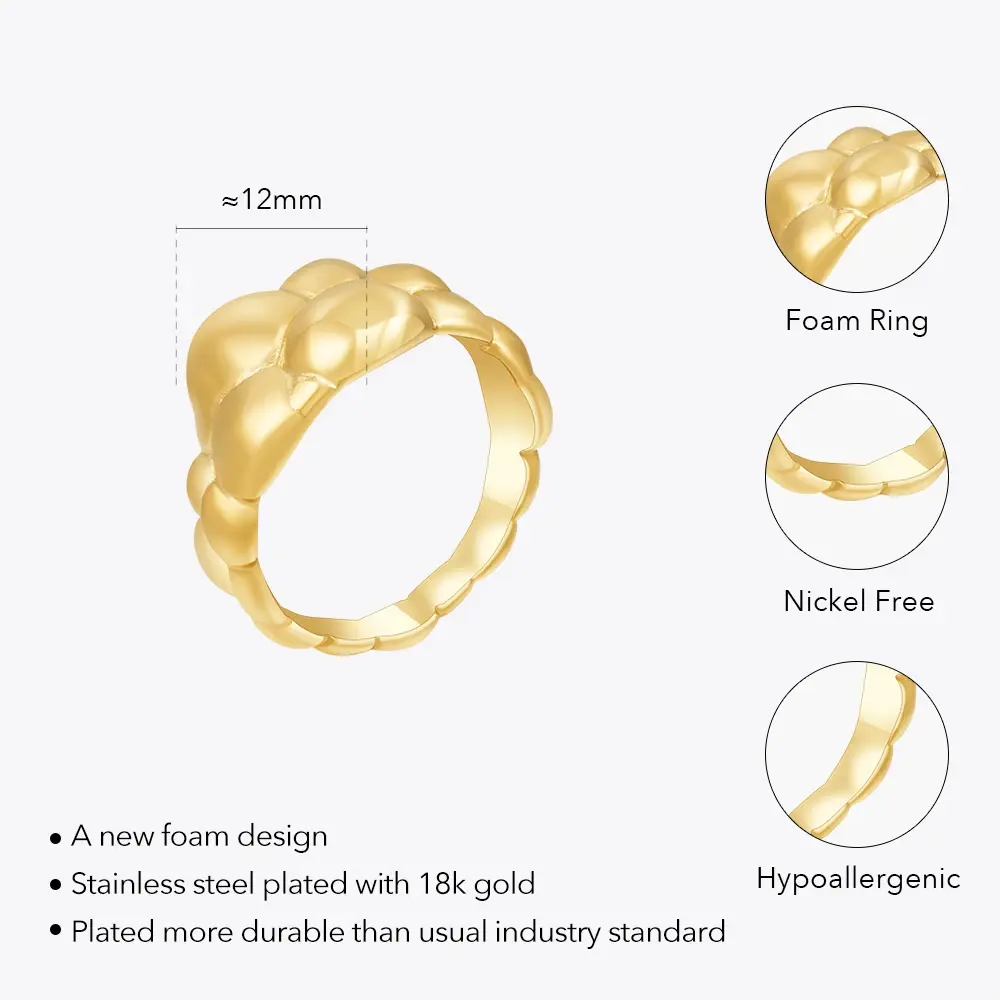 ≈12mm
Foam Ring
Nickel Free
Hypoallergenic
• A new foam design
• Stainless steel plated with 18k gold
• Plated more durable than usual industry standard